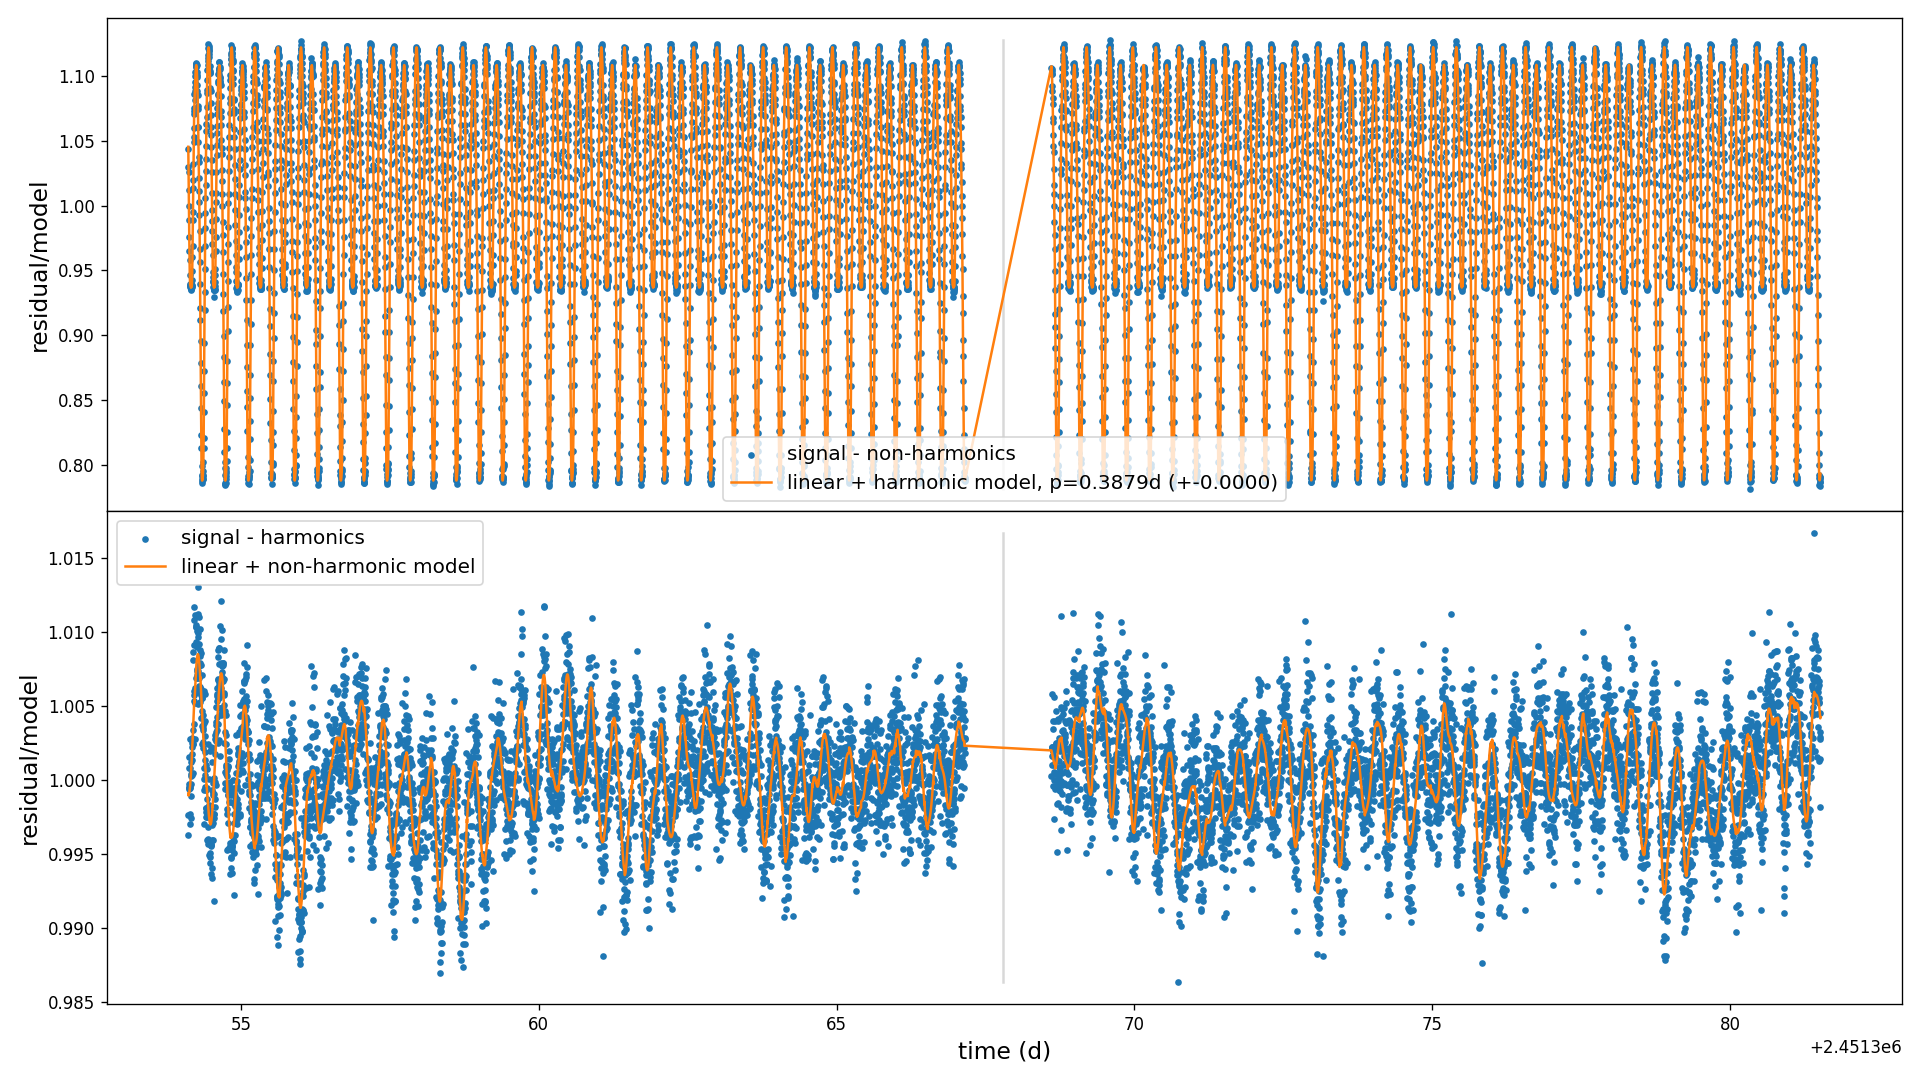 1.10
1.05
1.00
0.95
0.90
0.85
0.80
residual/model
signal - non-harmonics
linear + harmonic model, p=0.3879d (+-0.0000)
signal - harmonics
linear + non-harmonic model
1.015
1.010
1.005
1.000
0.995
0.990
0.985
residual/model
55 60 65 70 75 80
time (d)
+2.4513e6